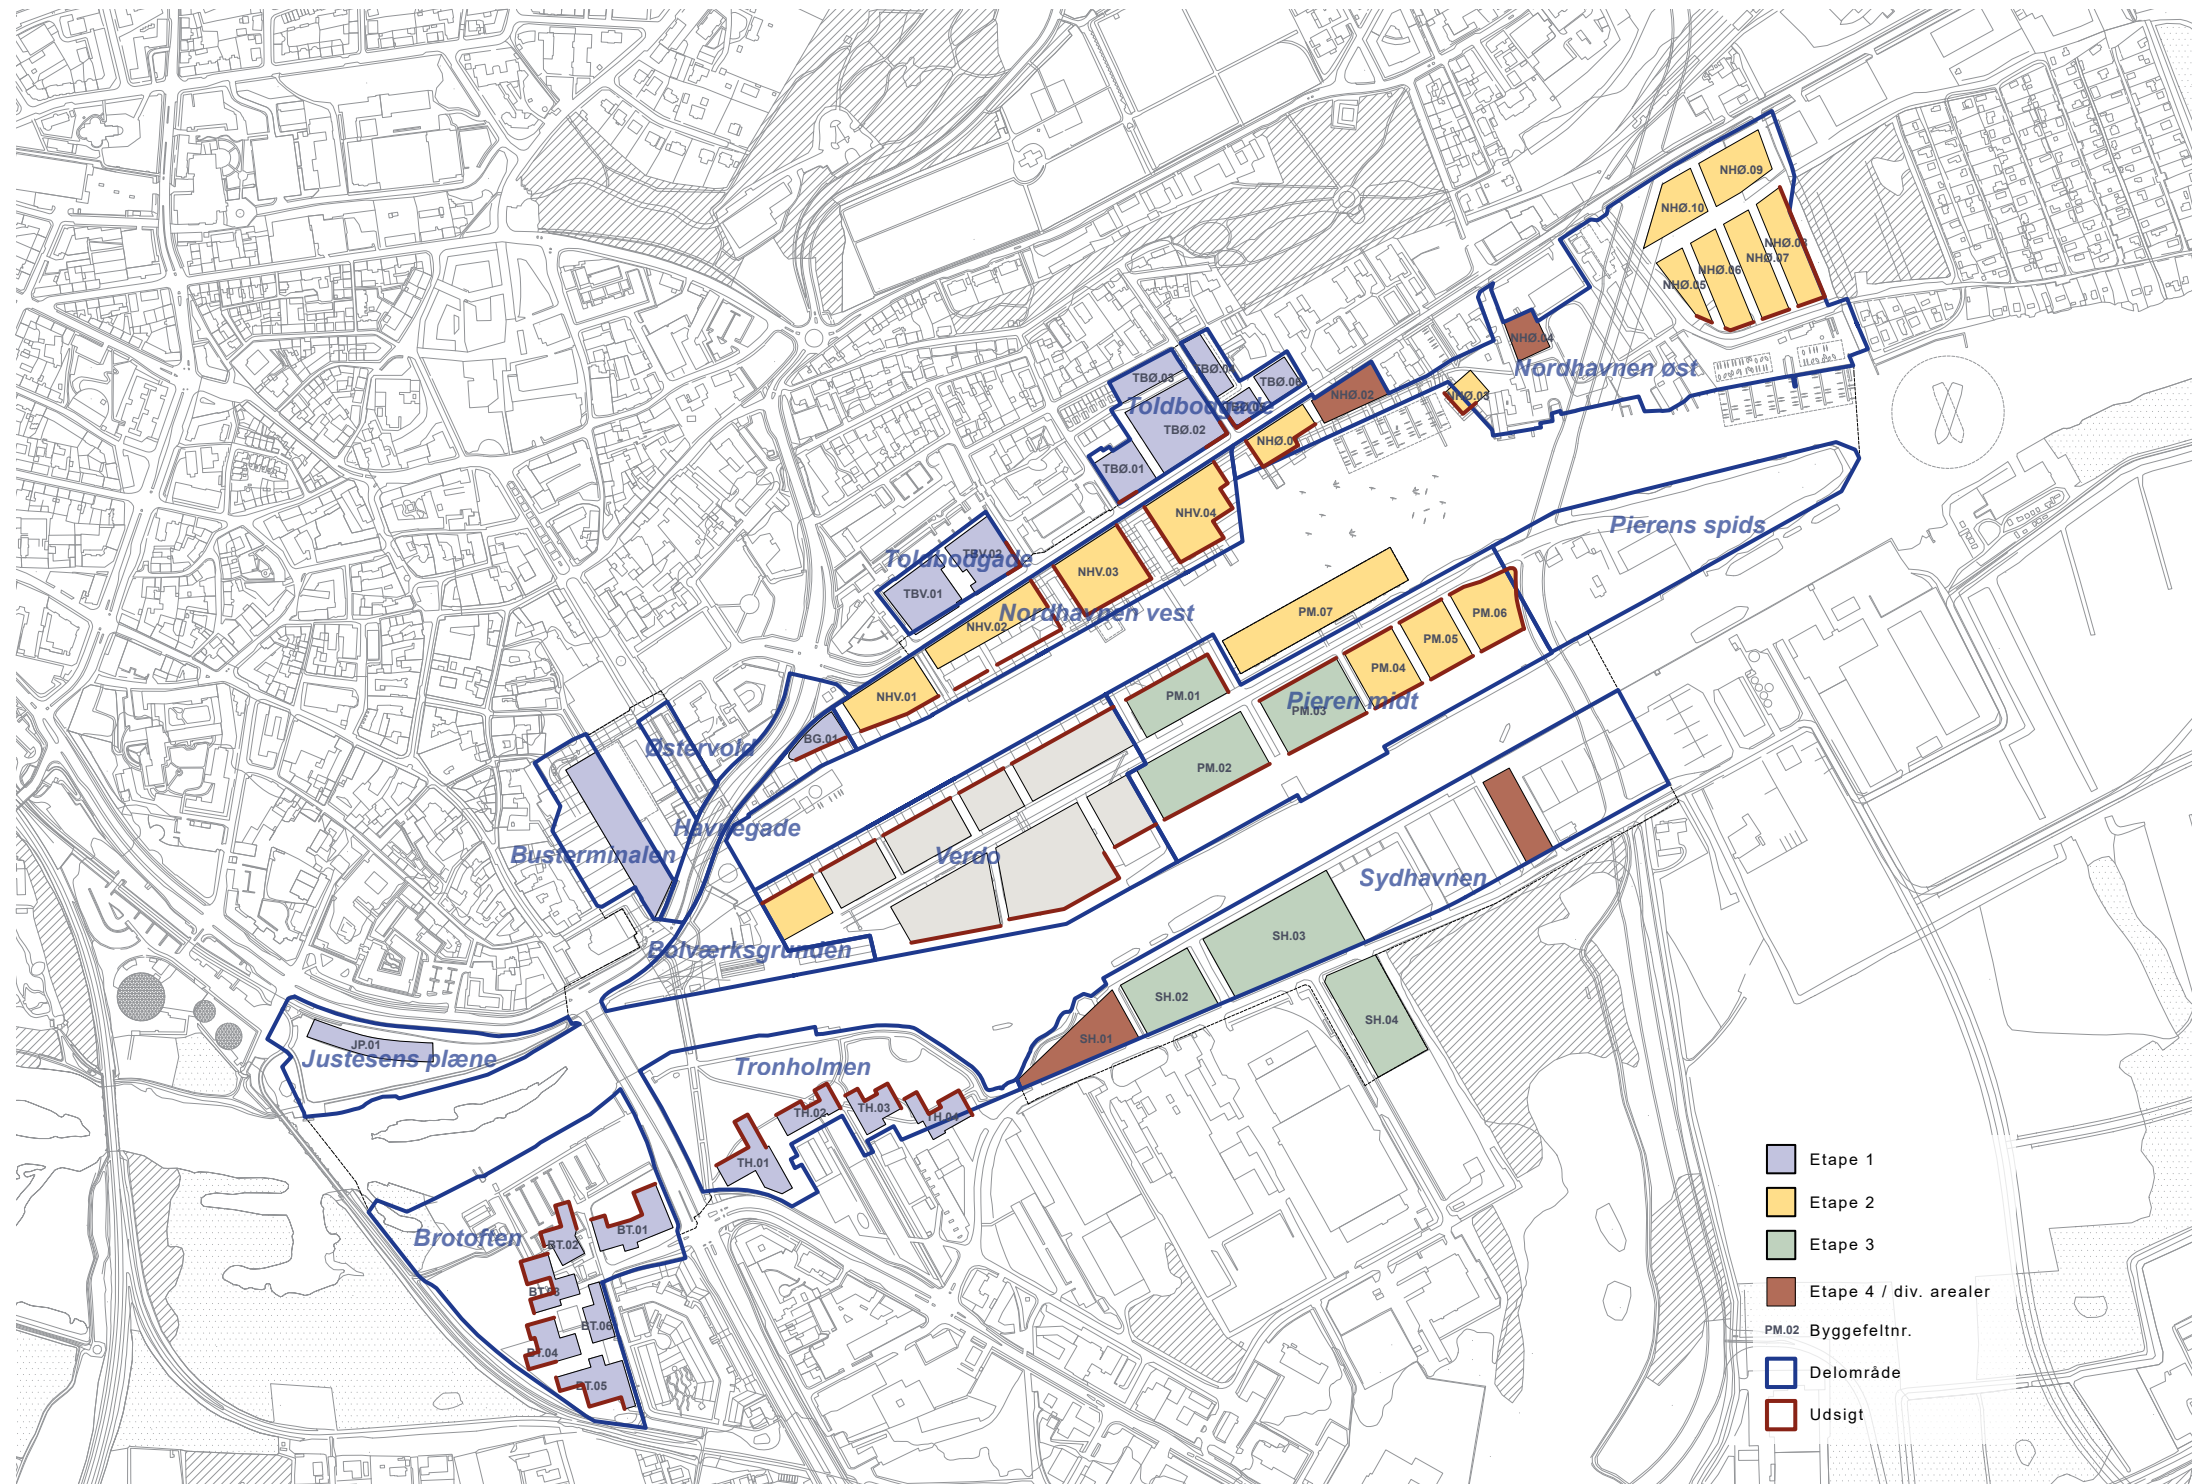 NHØ.09
NHØ.10
NHØ.08
NHØ.07
NHØ.06
NHØ.05
NHØ.04
Nordhavnen øst
TBØ.03
TBØ.04
TBØ.06
NHØ.02
NHØ.03
Toldbodgade
TBØ.02
NHØ.0
TBØ.01
NHV.04
Pierens spids
TBV.02
Toldbodgade
NHV.03
TBV.01
PM.07
Nordhavnen vest
PM.06
NHV.02
PM.05
PM.04
NHV.01
PM.01
Pieren midt
PM.03
BG.01
Østervold
PM.02
Havnegade
Busterminalen
Verdo
Sydhavnen
SH.03
Bolværksgrunden
SH.02
SH.04
SH.01
JP.01
Justesens plæne
Tronholmen
TH.02
TH.03
TH.04
TH.01
BT.01
Brotoften
BT.02
BT.03
BT.06
BT.04
BT.05
Etape 1
Etape 2
Etape 3
Etape 4 / div. arealer
PM.02 Byggefeltnr.
Delområde
Udsigt